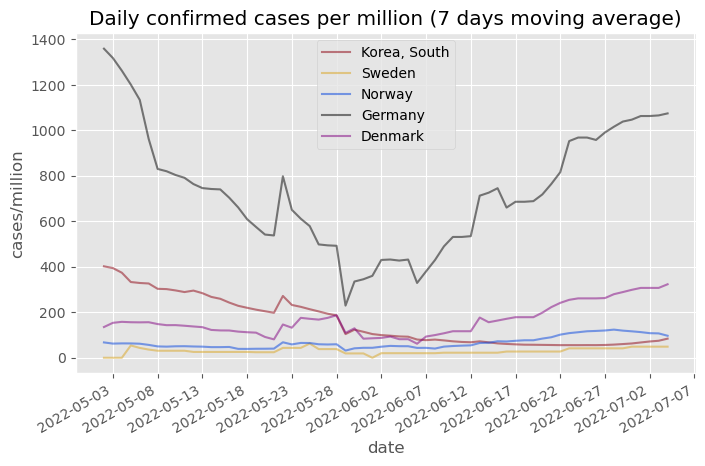 Daily confirmed cases per million (7 days moving average)
1400
1200
1000
800
600
400
200
0
cases/million
Korea, South
Sweden
Norway
Germany
Denmark
2022-05-03
2022-05-08
2022-05-13
2022-05-18
2022-05-23
2022-05-28
2022-06-02
2022-06-07
2022-06-12
2022-06-17
2022-06-22
2022-06-27
2022-07-02
2022-07-07
date